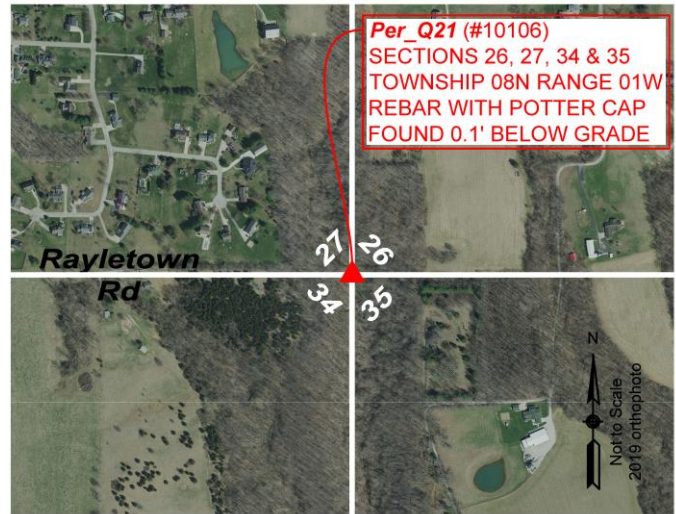 Per_Q21 (#10106)
SECTIONS 26, 27, 34 & 35
TOWNSHIP 08N RANGE 01W
REBAR WITH POTTER CAP
FOUND 0.1' BELOW GRADE
27 26
Rayletown
Rd
34 35
N
Not to Scale
2019 orthophoto